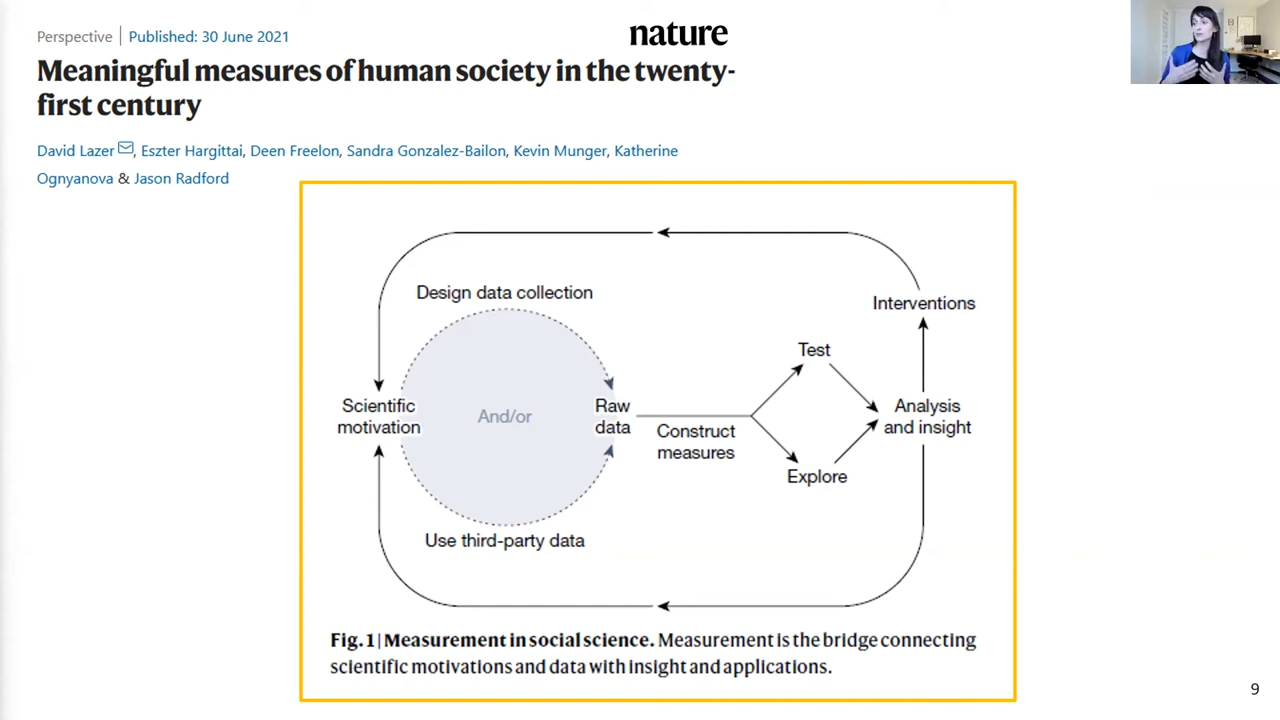 Perspective | Published: 30 June 2021
nature
Meaningful measures of human society in the twenty-
first century
David Lazer, Eszter Hargittai, Deen Freelon, Sandra Gonzalez-Bailon, Kevin Munger, Katherine
Ognyanova & Jason Radford
Design data collection
Interventions
Test
Scientific
motivation
And/or
Raw
data
Construct
measures
Analysis
and insight
Explore
Use third-party data
Fig. 1 | Measurement in social science. Measurement is the bridge connecting
scientific motivations and data with insight and applications.
9